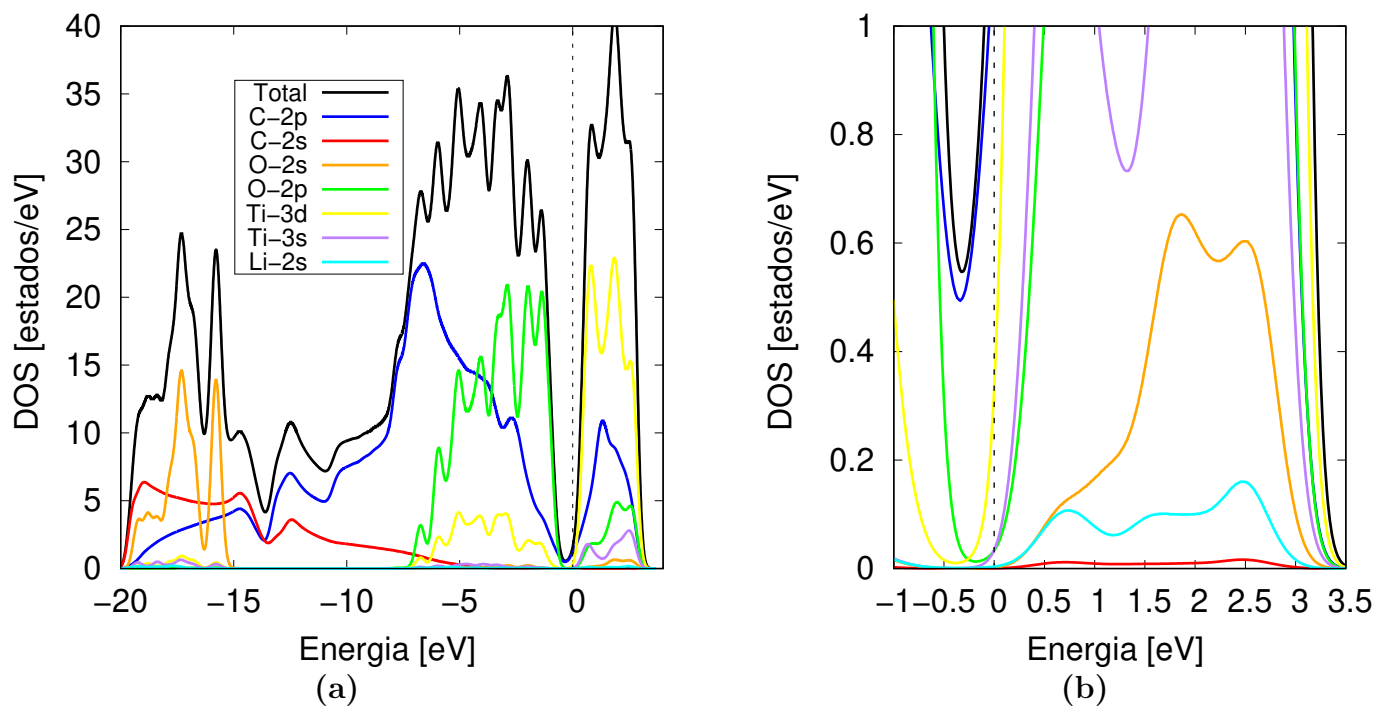 DOS [estados/eV]
40
35
30
25
20
15
10
5
0
Total
C−2p
C−2s
O−2s
O−2p
Ti−3d
Ti−3s
Li−2s
−20 −15 −10 −5 0
Energia [eV]
(a)
DOS [estados/eV]
1
0.8
0.6
0.4
0.2
0
−1 −0.5 0 0.5 1 1.5 2 2.5 3 3.5
Energia [eV]
(b)